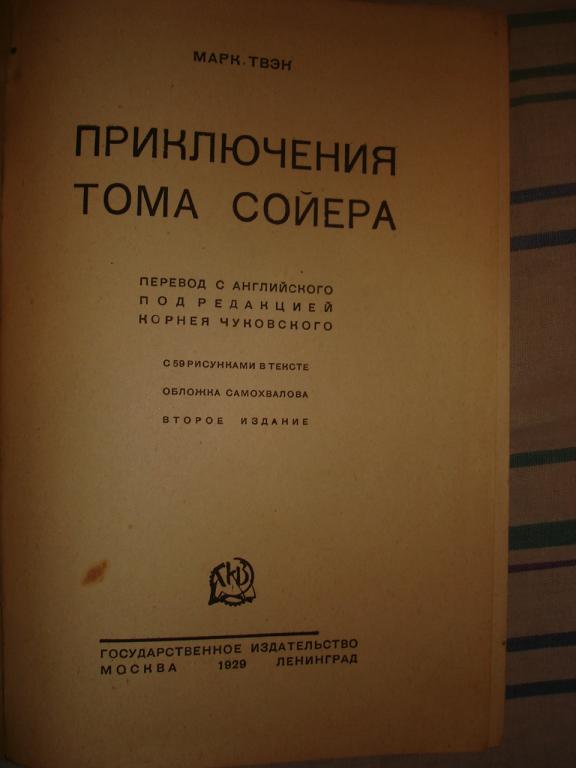 МАРК ТВЭН
ПРИКЛЮЧЕНИЯ
ТОМА СОЙЕРА
ПЕРЕВОД С АНГЛИЙСКОГО
ПОД РЕДАКЦИЕЙ
КОРНЕЯ ЧУКОВСКОГО
С 59 РИСУНКАМИ В ТЕКСТЕ
ОБЛОЖКА САМОХВАЛОВА
ВТОРОЕ ИЗДАНИЕ
ГИЗ
ГОСУДАРСТВЕННОЕ ИЗДАТЕЛЬСТВО
МОСКВА 1929 ЛЕНИНГРАД